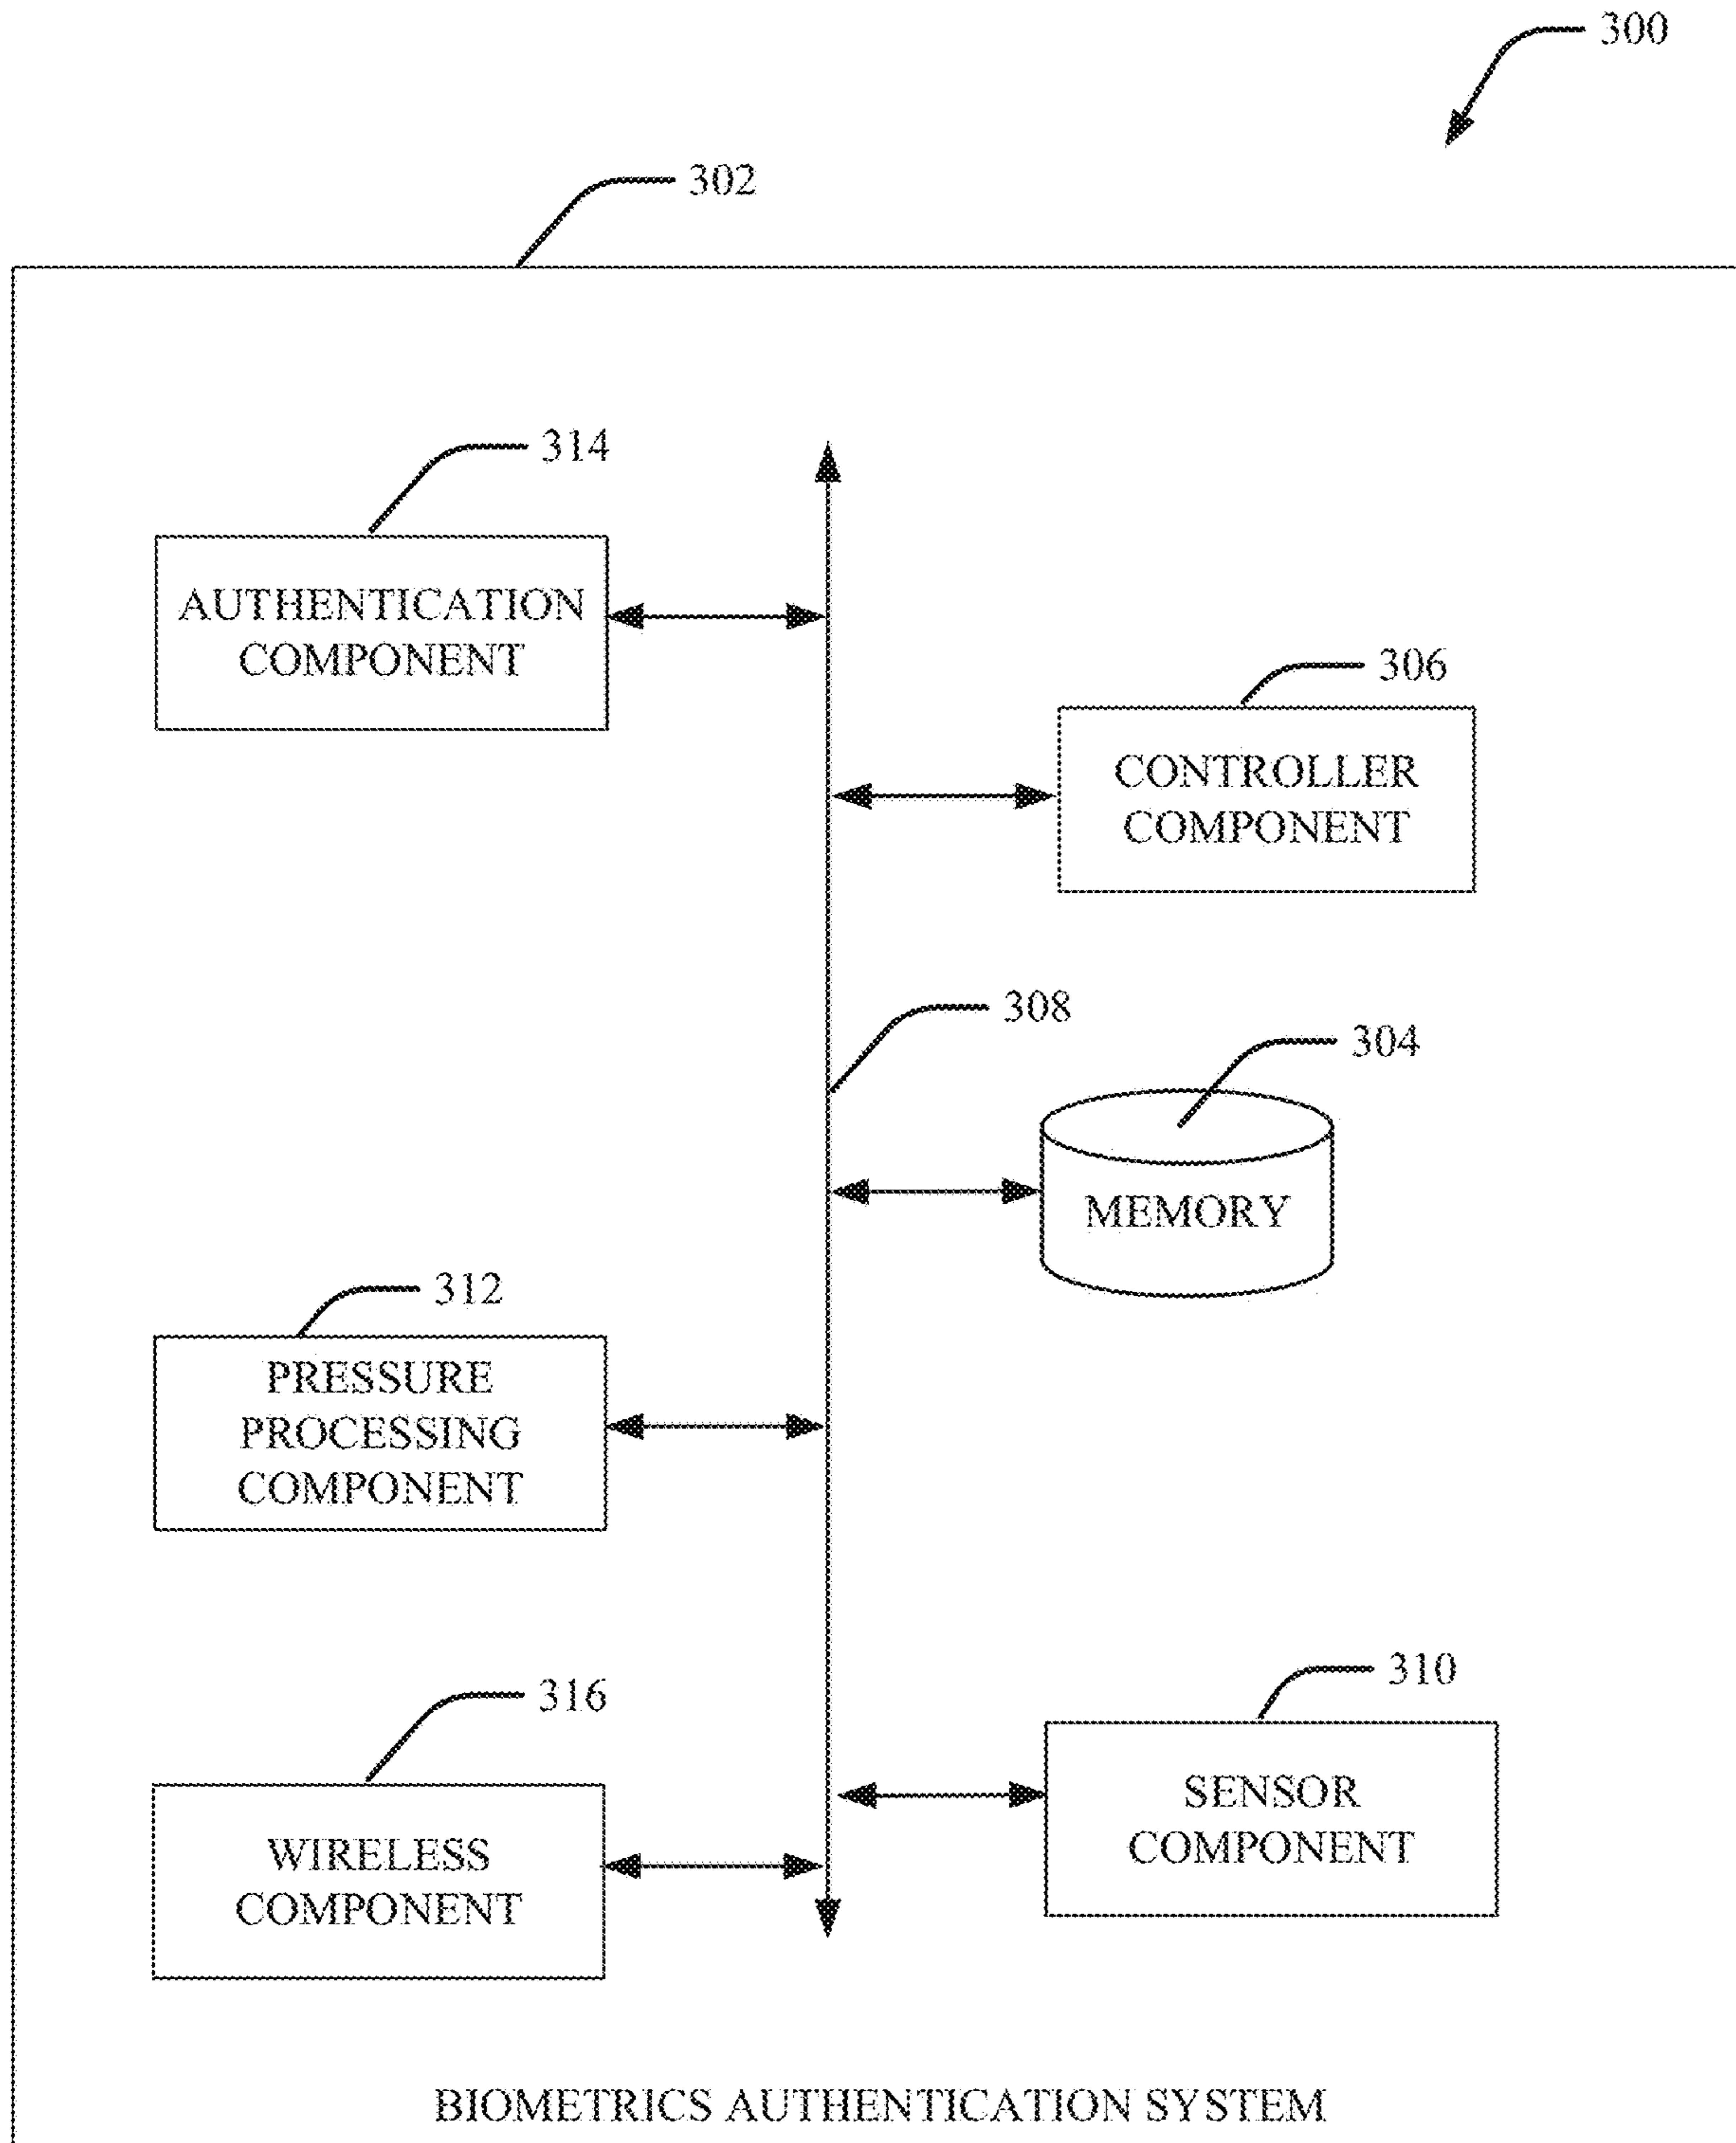 300
302
314
AUTHENTICATION
COMPONENT
306
CONTROLLER
COMPONENT
308
304
MEMORY
312
PRESSURE
PROCESSING
COMPONENT
310
SENSOR
COMPONENT
316
WIRELESS
COMPONENT
BIOMETRICS AUTHENTICATION SYSTEM